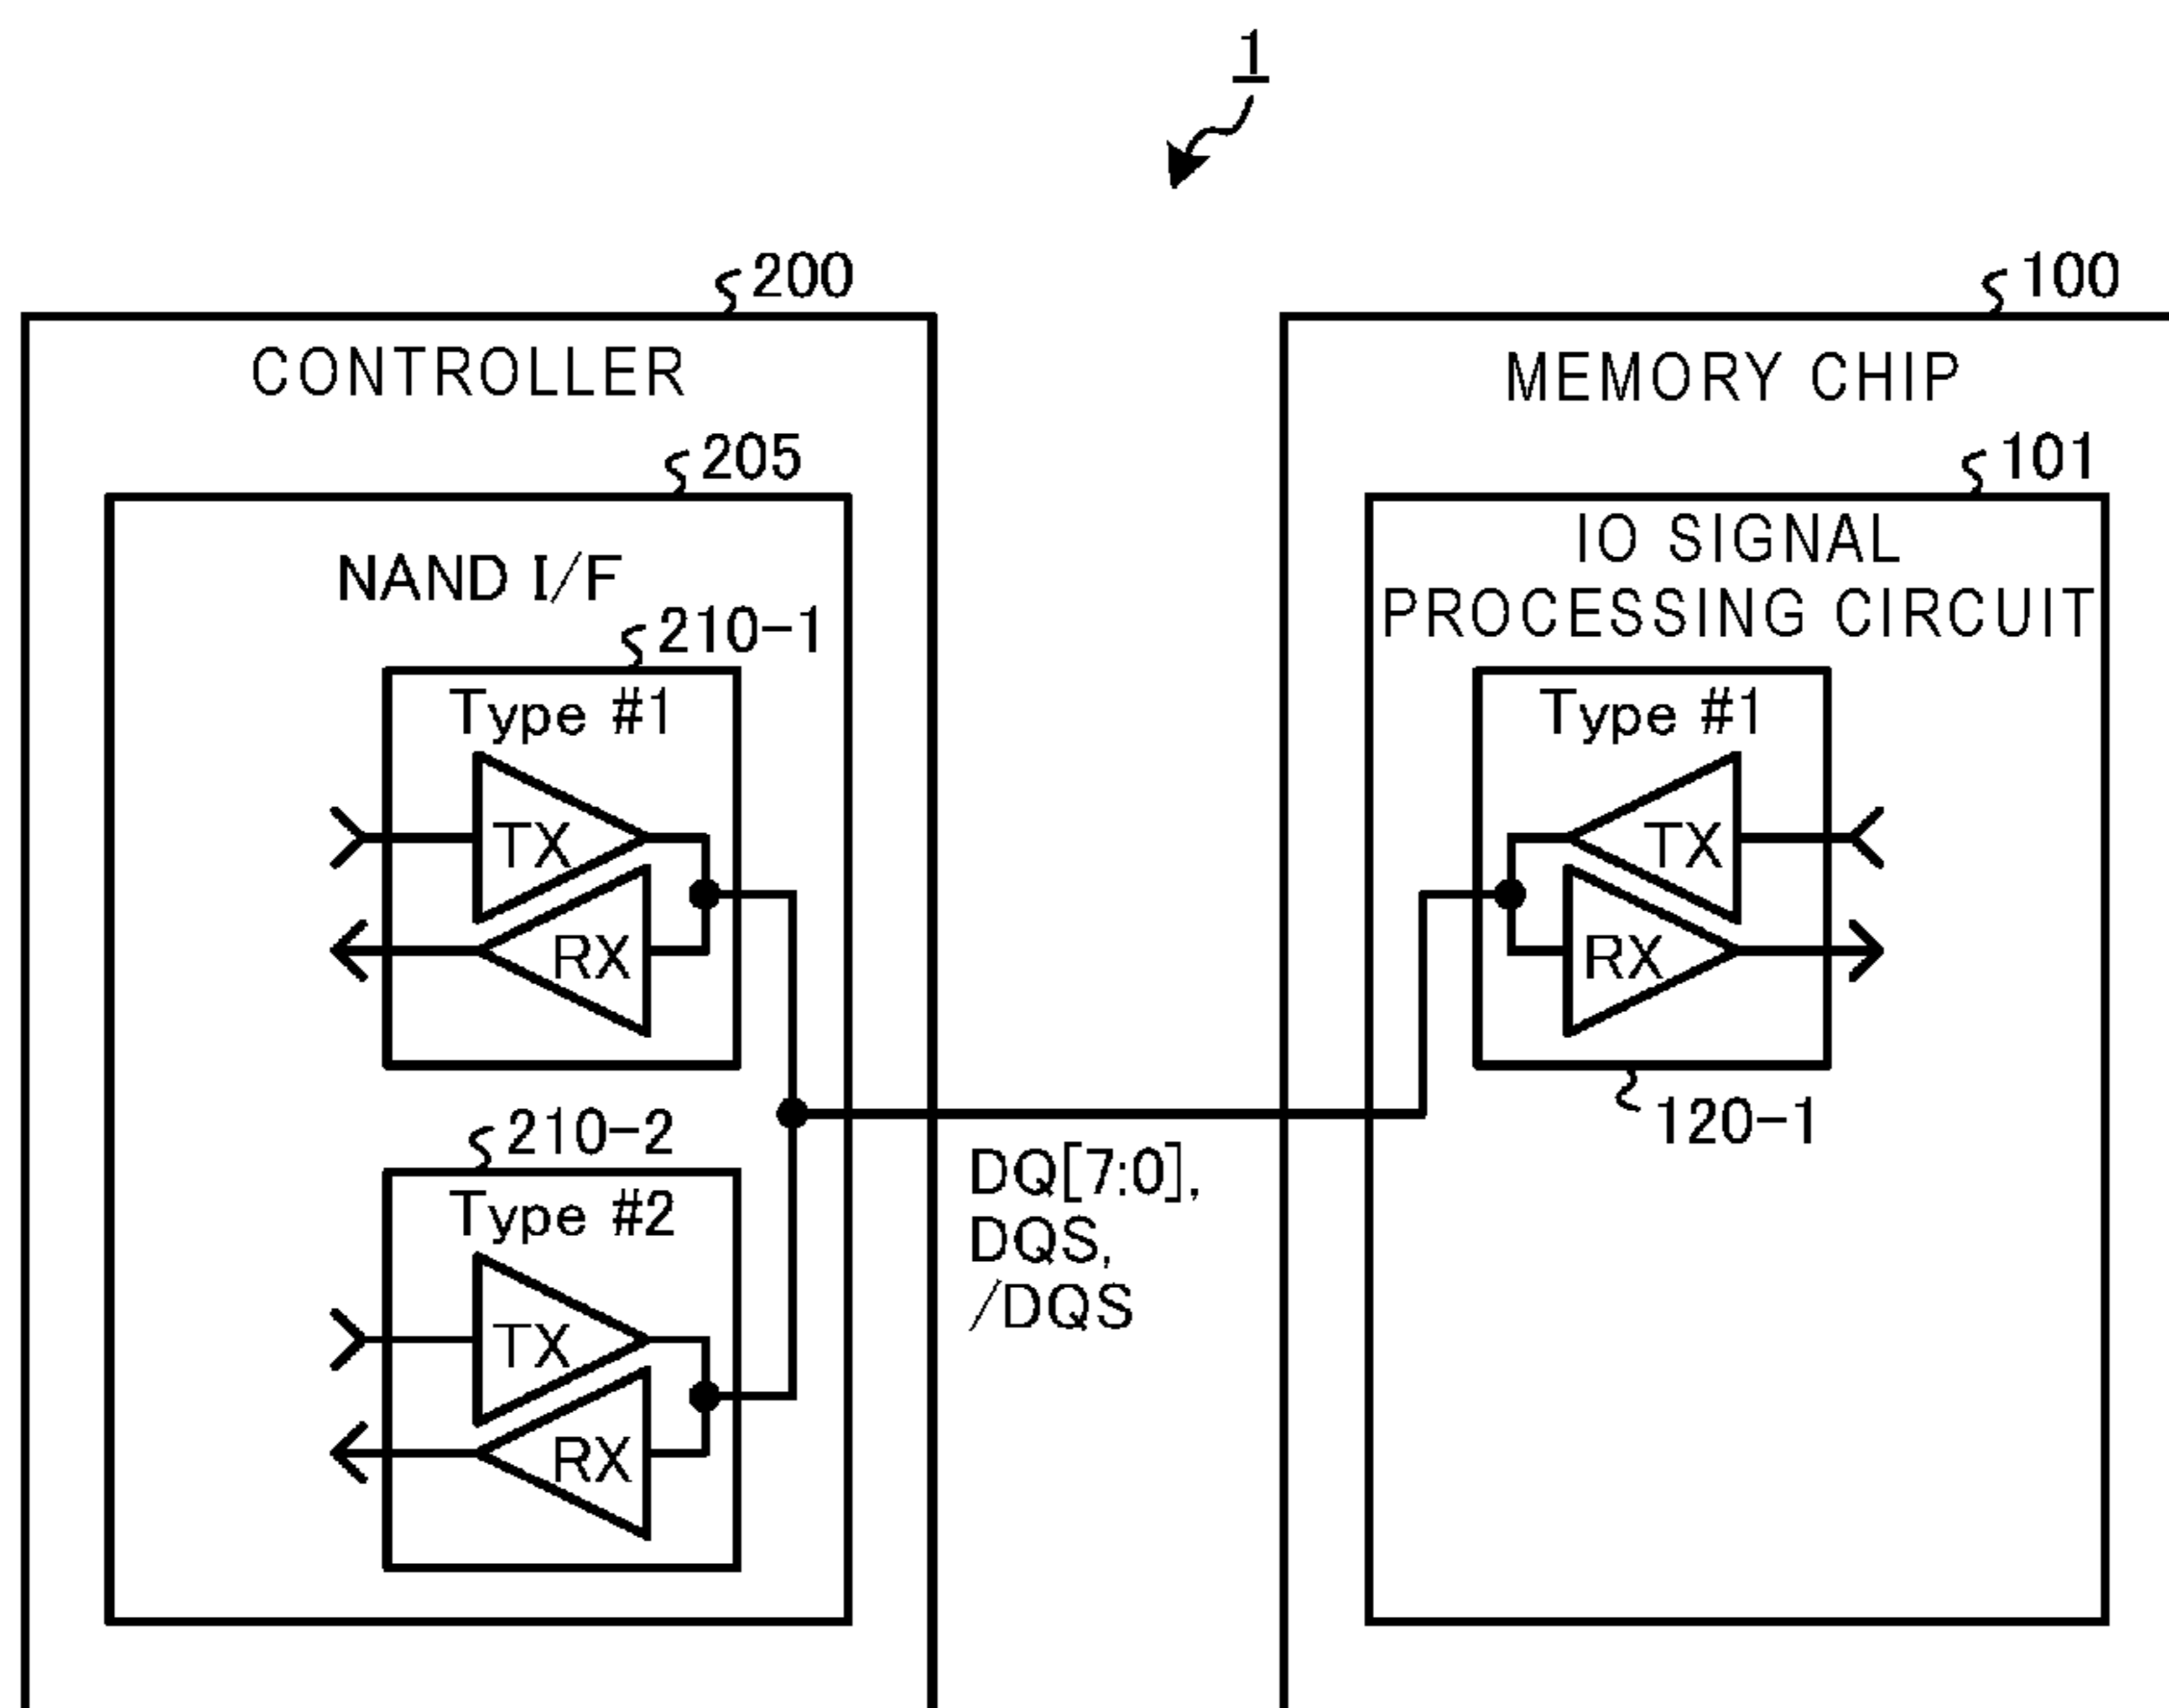 1
200
CONTROLLER
205
NAND I/F
210-1
Type #1
TX
RX
210-2
Type #2
TX
RX
DQ[7:0],
DQS,
/DQS
100
MEMORY CHIP
101
IO SIGNAL
PROCESSING CIRCUIT
Type #1
TX
RX
120-1